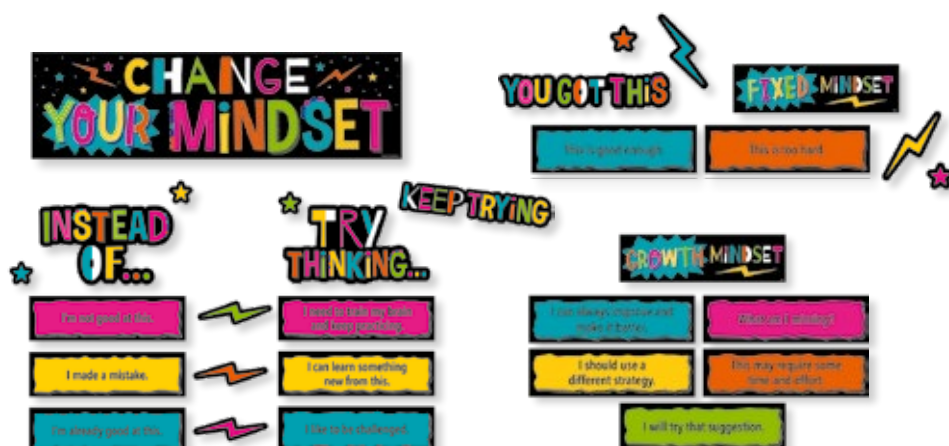 CHANGE
YOUR MINDSET
YOU GOT THIS
FIXED MINDSET
This is good enough.
This is too hard.
INSTEAD
OF...
TRY
THINKING...
KEEP TRYING
GROWTH MINDSET
I'm not good at this.
I made a mistake.
I can learn something
new from this.
I'm already good at this.
I like to be challenged.
I can always improve and
make it better.
What am I missing?
I should use a
different strategy.
This may require some
time and effort.
I will try that suggestion.